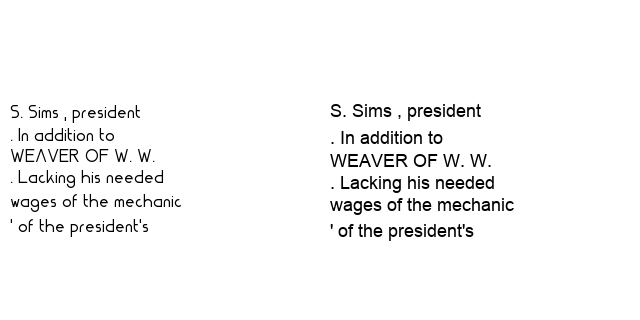 S. Sims , president
. In addition to
WEAVER OF W. W.
. Lacking his needed
wages of the mechanic
' of the president's
S. Sims , president
. In addition to
WEAVER OF W. W.
. Lacking his needed
wages of the mechanic
' of the president's